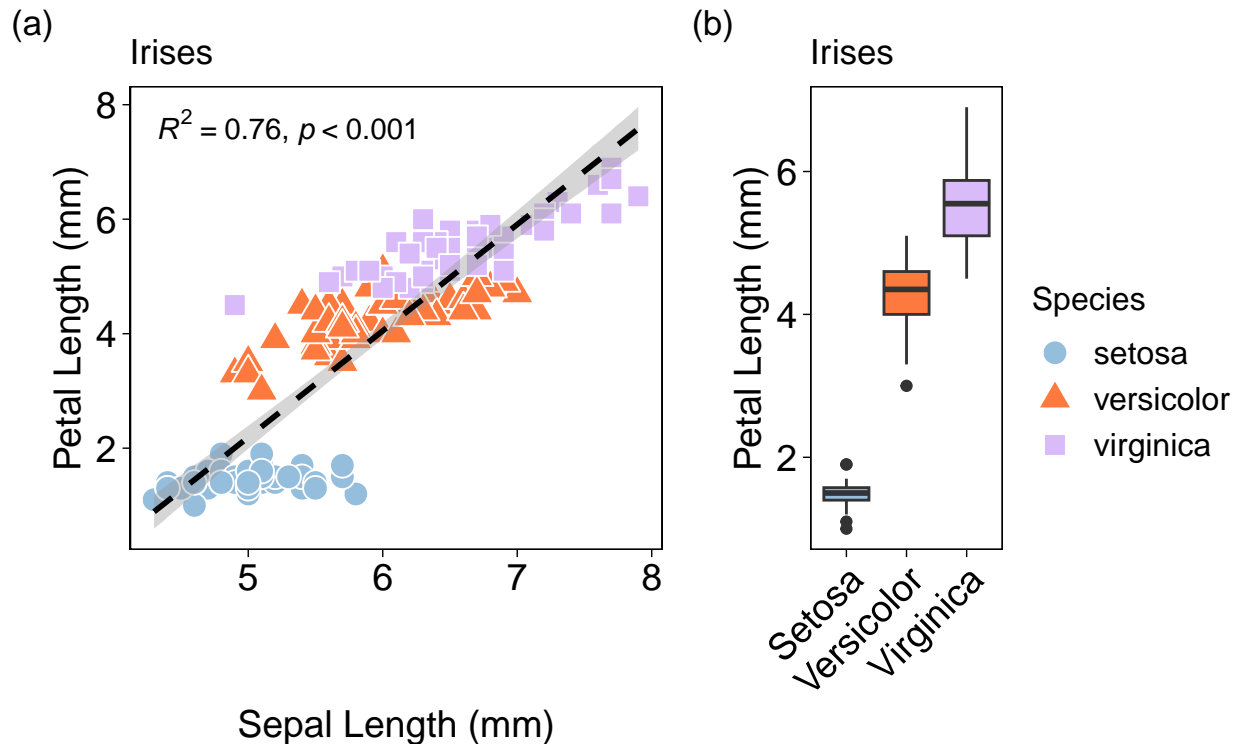 (a)
Irises
R² = 0.76, p < 0.001
Petal Length (mm)
8
6
4
2
5 6 7 8
Sepal Length (mm)
(b)
Irises
Petal Length (mm)
6
4
2
Setosa
Versicolor
Virginica
Species
setosa
versicolor
virginica